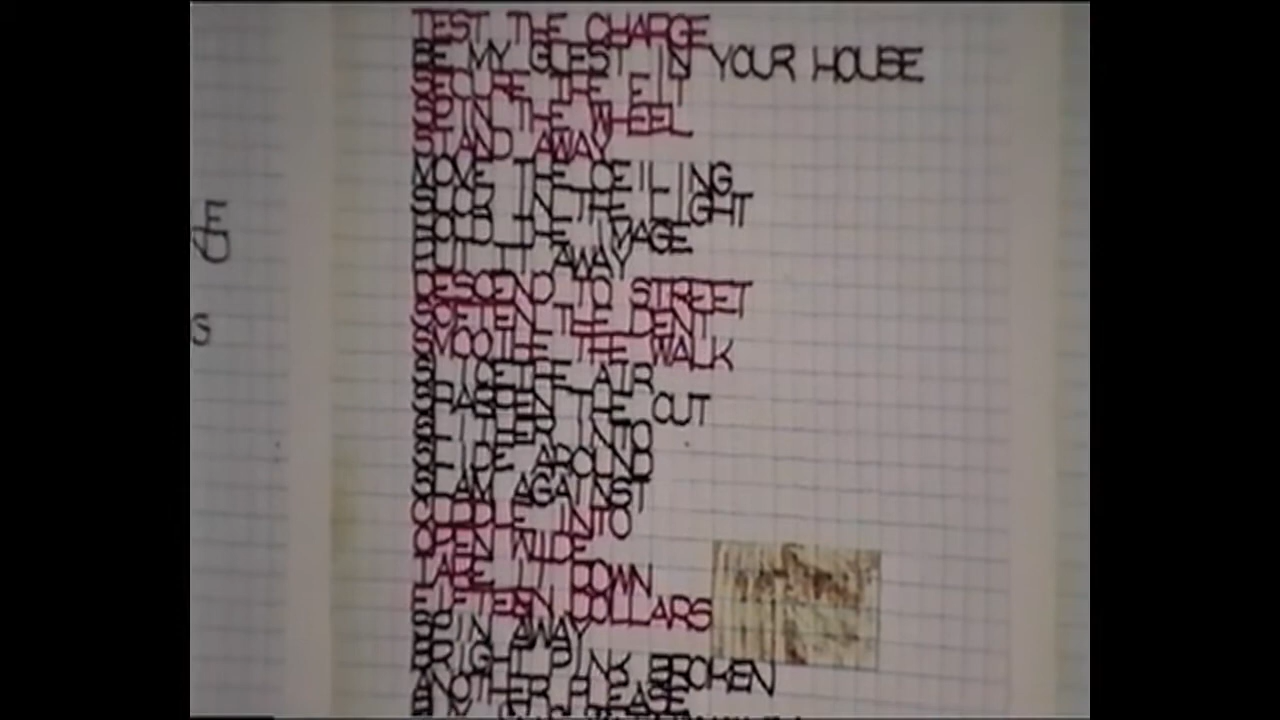 TEST THE CHARGE
BE MY GUEST IN YOUR HOUSE
SECURE THE
SPIN THE WHEEL
STAND AWAY
MOVE THE CEILING
IN THE LIGHT
HOLD THE IMAGE
PUT IT AWAY
DESCEND TO STREET
SOFTEN THE DENT
SMOOTHE THE WALK
THE AIR
THE CUT
INTO
SLIDE AROUND
SLAM AGAINST
CUDDLE INTO
OPEN WIDE
TAPE IT DOWN
FIFTEEN DOLLARS
SPIN AWAY
BRIGHT PINK BROKEN
ANOTHER PLEASE
S